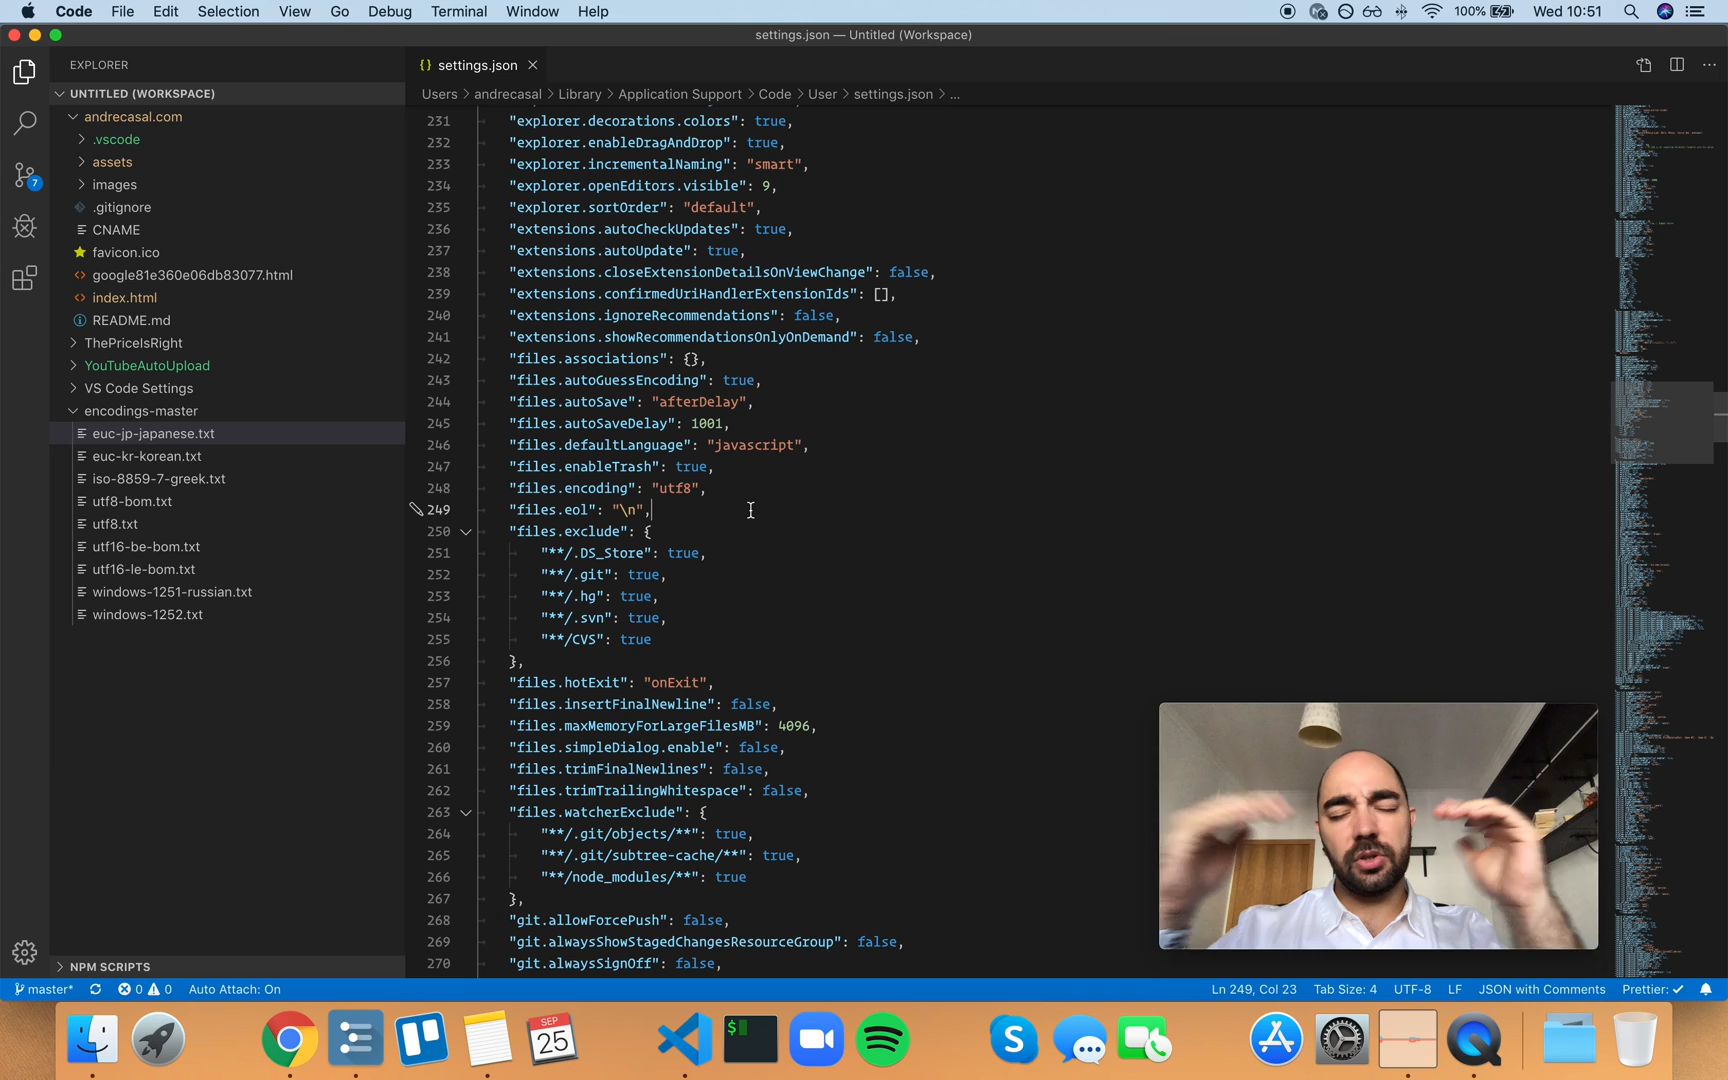 Code File Edit Selection View Go Debug Terminal Window Help 100% Wed 10:51
settings.json — Untitled (Workspace)
EXPLORER
UNTITLED (WORKSPACE)
andrecasal.com
.vscode
assets
images
.gitignore
CNAME
favicon.ico
google81e360e06db83077.html
index.html
README.md
ThePriceIsRight
YouTubeAutoUpload
VS Code Settings
encodings-master
euc-jp-japanese.txt
euc-kr-korean.txt
iso-8859-7-greek.txt
utf8-bom.txt
utf8.txt
utf16-be-bom.txt
utf16-le-bom.txt
windows-1251-russian.txt
windows-1252.txt
NPM SCRIPTS
7
{} settings.json
Users > andrecasal > Library > Application Support > Code > User > settings.json > ...
231 "explorer.decorations.colors": true,
232 "explorer.enableDragAndDrop": true,
233 "explorer.incrementalNaming": "smart",
234 "explorer.openEditors.visible": 9,
235 "explorer.sortOrder": "default",
236 "extensions.autoCheckUpdates": true,
237 "extensions.autoUpdate": true,
238 "extensions.closeExtensionDetailsOnViewChange": false,
239 "extensions.confirmedUriHandlerExtensionIds": [],
240 "extensions.ignoreRecommendations": false,
241 "extensions.showRecommendationsOnlyOnDemand": false,
242 "files.associations": {},
243 "files.autoGuessEncoding": true,
244 "files.autoSave": "afterDelay",
245 "files.autoSaveDelay": 1001,
246 "files.defaultLanguage": "javascript",
247 "files.enableTrash": true,
248 "files.encoding": "utf8",
249 "files.eol": "\n",
250 "files.exclude": {
251 "**/.DS_Store": true,
252 "**/.git": true,
253 "**/.hg": true,
254 "**/.svn": true,
255 "**/CVS": true
256 },
257 "files.hotExit": "onExit",
258 "files.insertFinalNewline": false,
259 "files.maxMemoryForLargeFilesMB": 4096,
260 "files.simpleDialog.enable": false,
261 "files.trimFinalNewlines": false,
262 "files.trimTrailingWhitespace": false,
263 "files.watcherExclude": {
264 "**/.git/objects/**": true,
265 "**/.git/subtree-cache/**": true,
266 "**/node_modules/**": true
267 },
268 "git.allowForcePush": false,
269 "git.alwaysShowStagedChangesResourceGroup": false,
270 "git.alwaysSignOff": false,
master* 0 0 Auto Attach: On Ln 249, Col 23 Tab Size: 4 UTF-8 LF JSON with Comments Prettier:
SEP
25
$
S